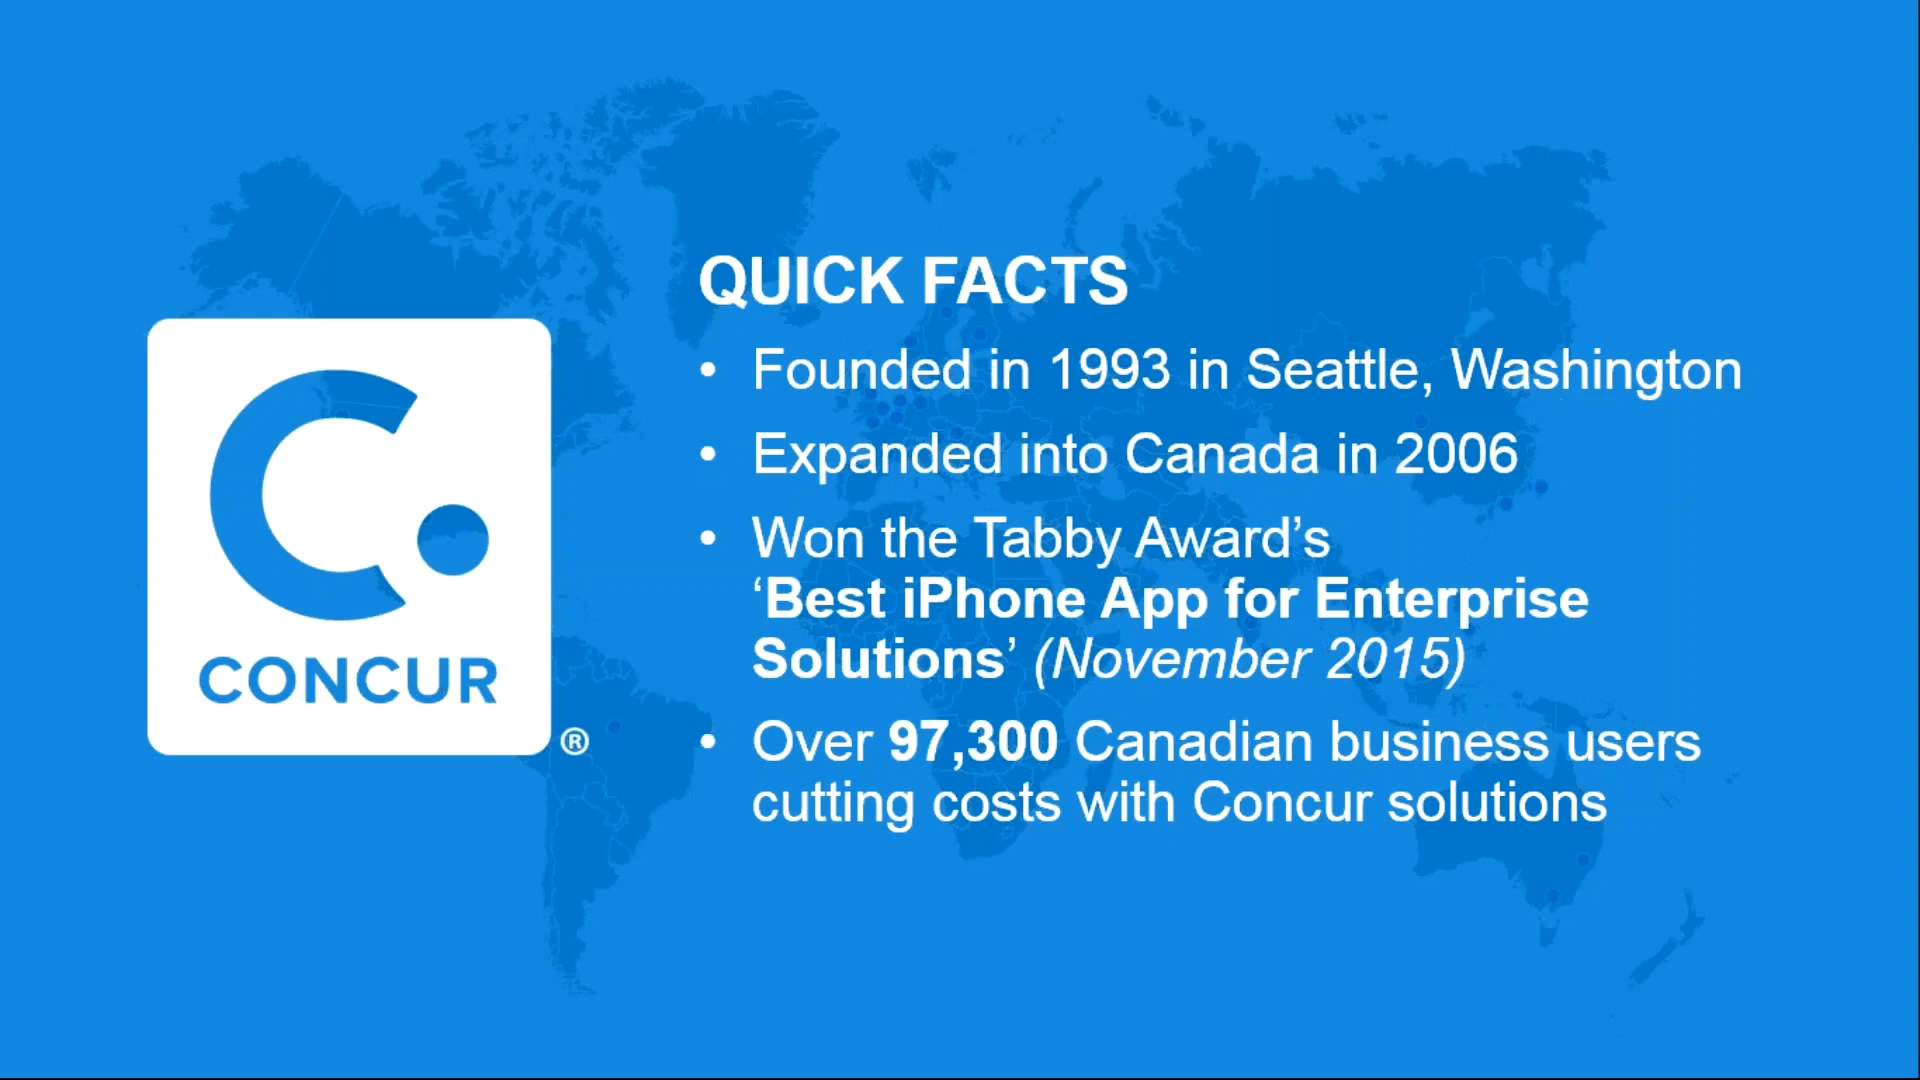 QUICK FACTS
• Founded in 1993 in Seattle, Washington
• Expanded into Canada in 2006
• Won the Tabby Award’s
‘Best iPhone App for Enterprise
Solutions’ (November 2015)
• Over 97,300 Canadian business users
cutting costs with Concur solutions
C.
CONCUR
®